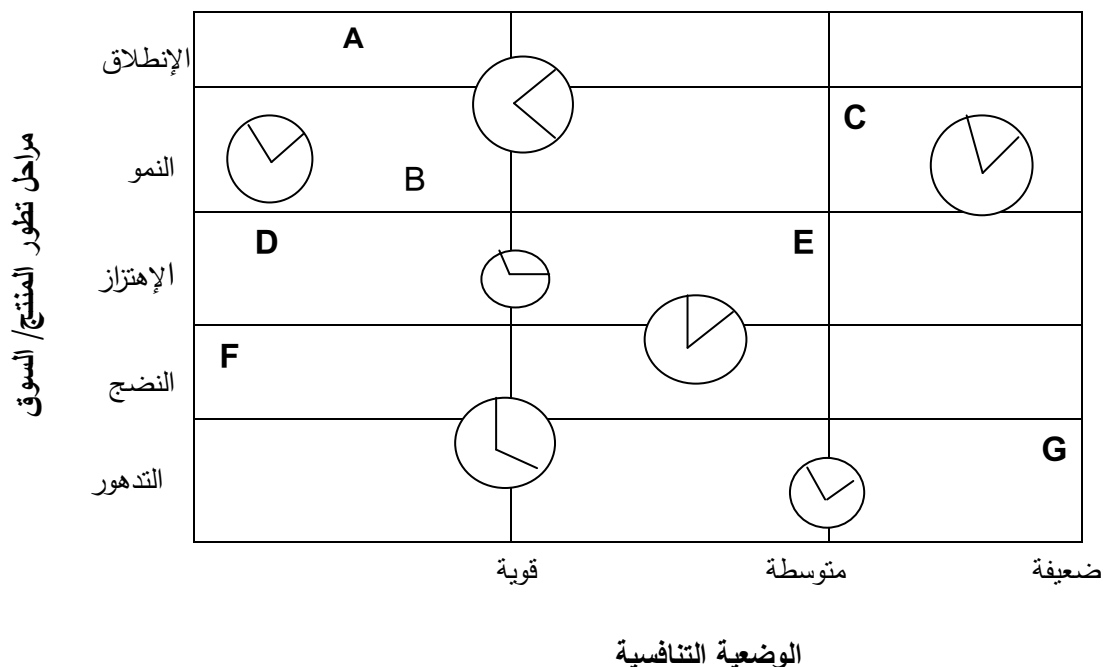 A
الإنطلاق
C
النمو
B
D
E
الإهتزاز
F
النضج
G
التدهور
مراحل تطور المنتج/ السوق
قوية
متوسطة
ضعيفة
الوضعية التنافسية